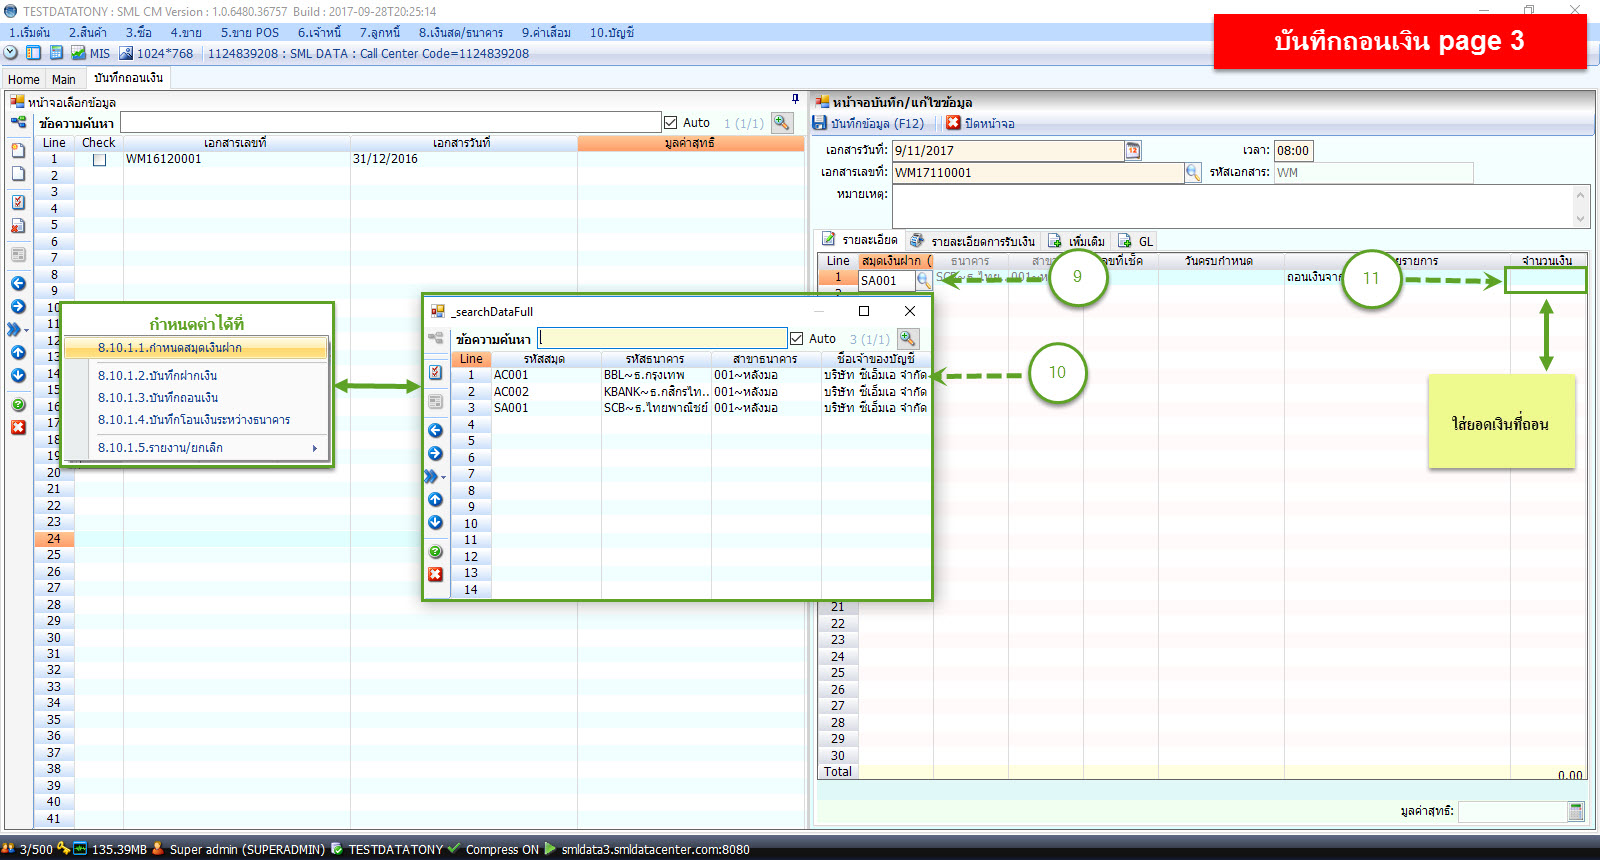 TESTDATATONY : SML CM Version : 1.0.6480.36757  Build : 2017-09-28T20:25:14
1.เริ่มต้น 2.สินค้า 3.ซื้อ 4.ขาย 5.ขาย POS 6.เจ้าหนี้ 7.ลูกหนี้ 8.เงินสด/ธนาคาร 9.ค่าเสื่อม 10.บัญชี
บันทึกถอนเงิน page 3
MIS 1024*768 1124839208 : SML DATA : Call Center Code=1124839208
Home Main บันทึกถอนเงิน
หน้าจอเลือกข้อมูล
ข้อความค้นหา Auto 1 (1/1)
Line Check เอกสารเลขที่ เอกสารวันที่ มูลค่าสุทธิ
1 WM16120001 31/12/2016
2
3
4
5
6
7
8
9
10
11
12
13
14
15
16
17
18
19
20
21
22
23
24
25
26
27
28
29
30
31
32
33
34
35
36
37
38
39
40
41
กำหนดค่าได้ที่
8.10.1.1.กำหนดสมุดเงินฝาก
8.10.1.2.บันทึกฝากเงิน
8.10.1.3.บันทึกถอนเงิน
8.10.1.4.บันทึกโอนเงินระหว่างธนาคาร
8.10.1.5.รายงาน/ยกเลิก
_searchDataFull
ข้อความค้นหา Auto 3 (1/1)
Line รหัสสมุด รหัสธนาคาร สาขาธนาคาร ชื่อเจ้าของบัญชี
1 AC001 BBL~ธ.กรุงเทพ 001~หลังมอ บริษัท ซีเอ็มเอ จำกัด
2 AC002 KBANK~ธ.กสิกรไท.. 001~หลังมอ บริษัท ซีเอ็มเอ จำกัด
3 SA001 SCB~ธ.ไทยพาณิชย์ 001~หลังมอ บริษัท ซีเอ็มเอ จำกัด
4
5
6
7
8
9
10
11
12
13
14
หน้าจอบันทึก/แก้ไขข้อมูล
บันทึกข้อมูล (F12) ปิดหน้าจอ
เอกสารวันที่: 9/11/2017 เวลา: 08:00
เอกสารเลขที่: WM17110001 รหัสเอกสาร: WM
หมายเหตุ:
รายละเอียด รายละเอียดการรับเงิน เพิ่มเติม GL
Line สมุดเงินฝาก ( ธนาคาร สาข ลขที่เช็ค วันครบกำหนด ยรายการ จำนวนเงิน
1 SA001 SCB~ธ.ไทย 001~ห ถอนเงินจาก
9
10
11
ใส่ยอดเงินที่ถอน
21
22
23
24
25
26
27
28
29
30
Total 0.00
มูลค่าสุทธิ:
3/500 135.39MB Super admin (SUPERADMIN) TESTDATATONY Compress ON smldata3.smldatacenter.com:8080